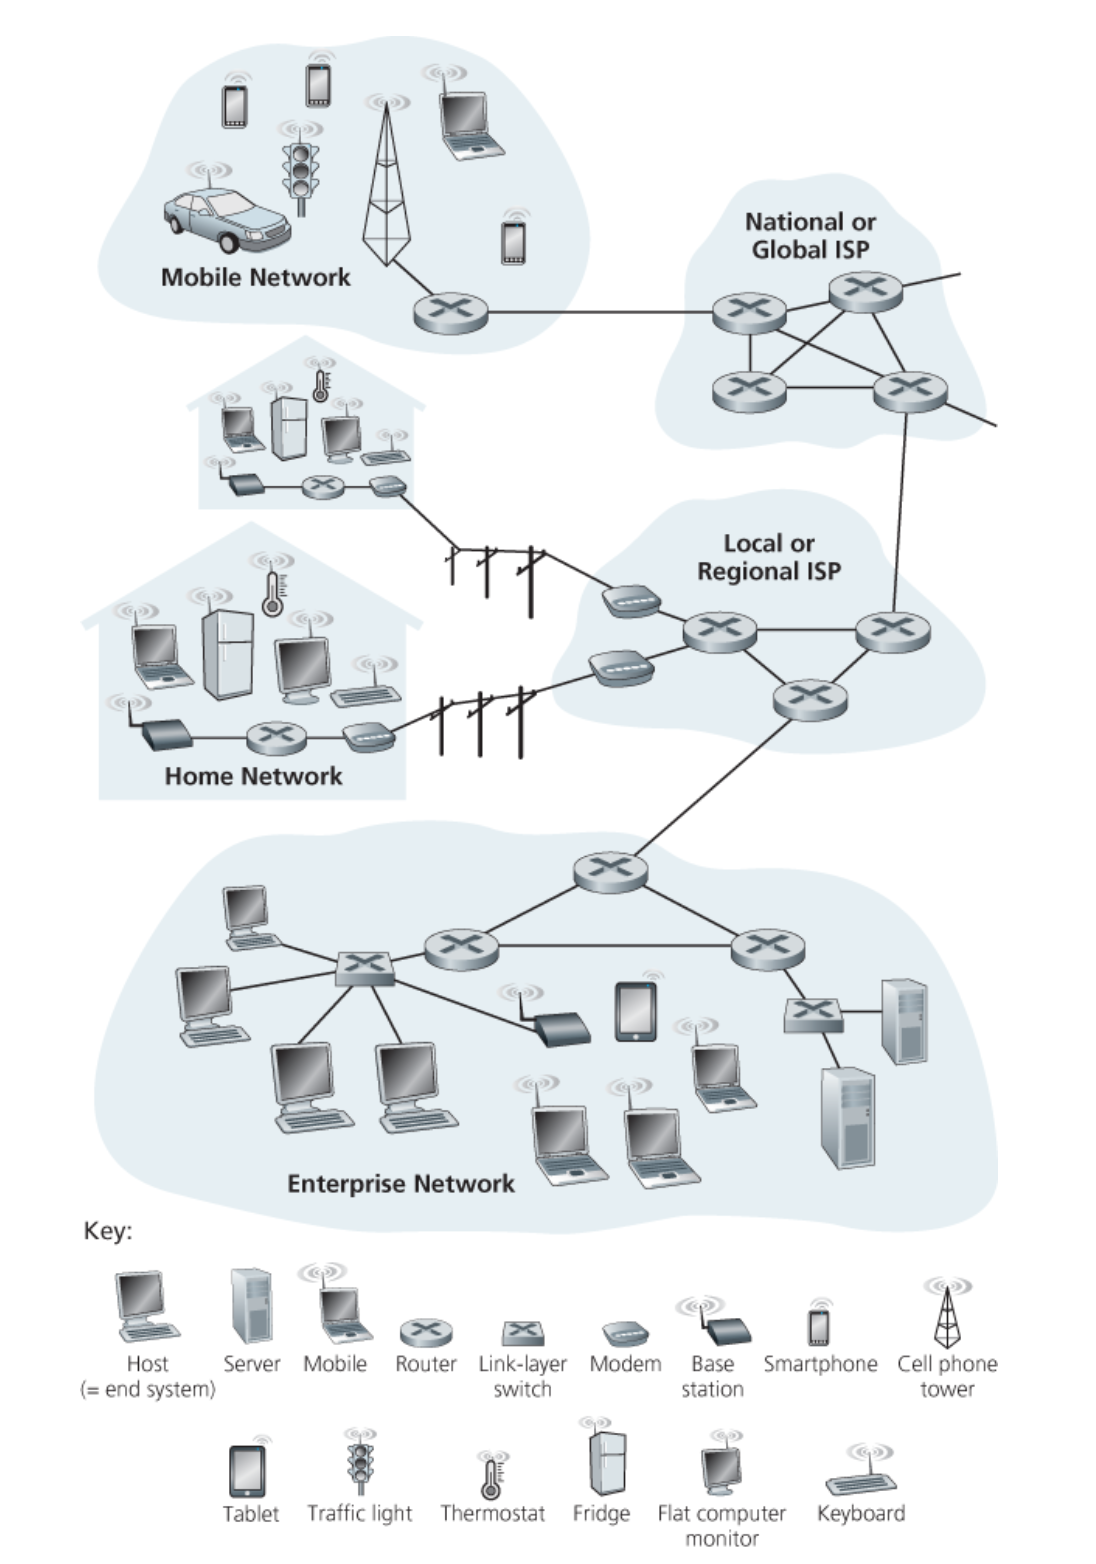 National or
Global ISP
Mobile Network
Local or
Regional ISP
Home Network
Enterprise Network
Key:
Host
(= end system)
Server
Mobile
Router
Link-layer
switch
Modem
Base
station
Smartphone
Cell phone
tower
Tablet
Traffic light
Thermostat
Fridge
Flat computer
monitor
Keyboard